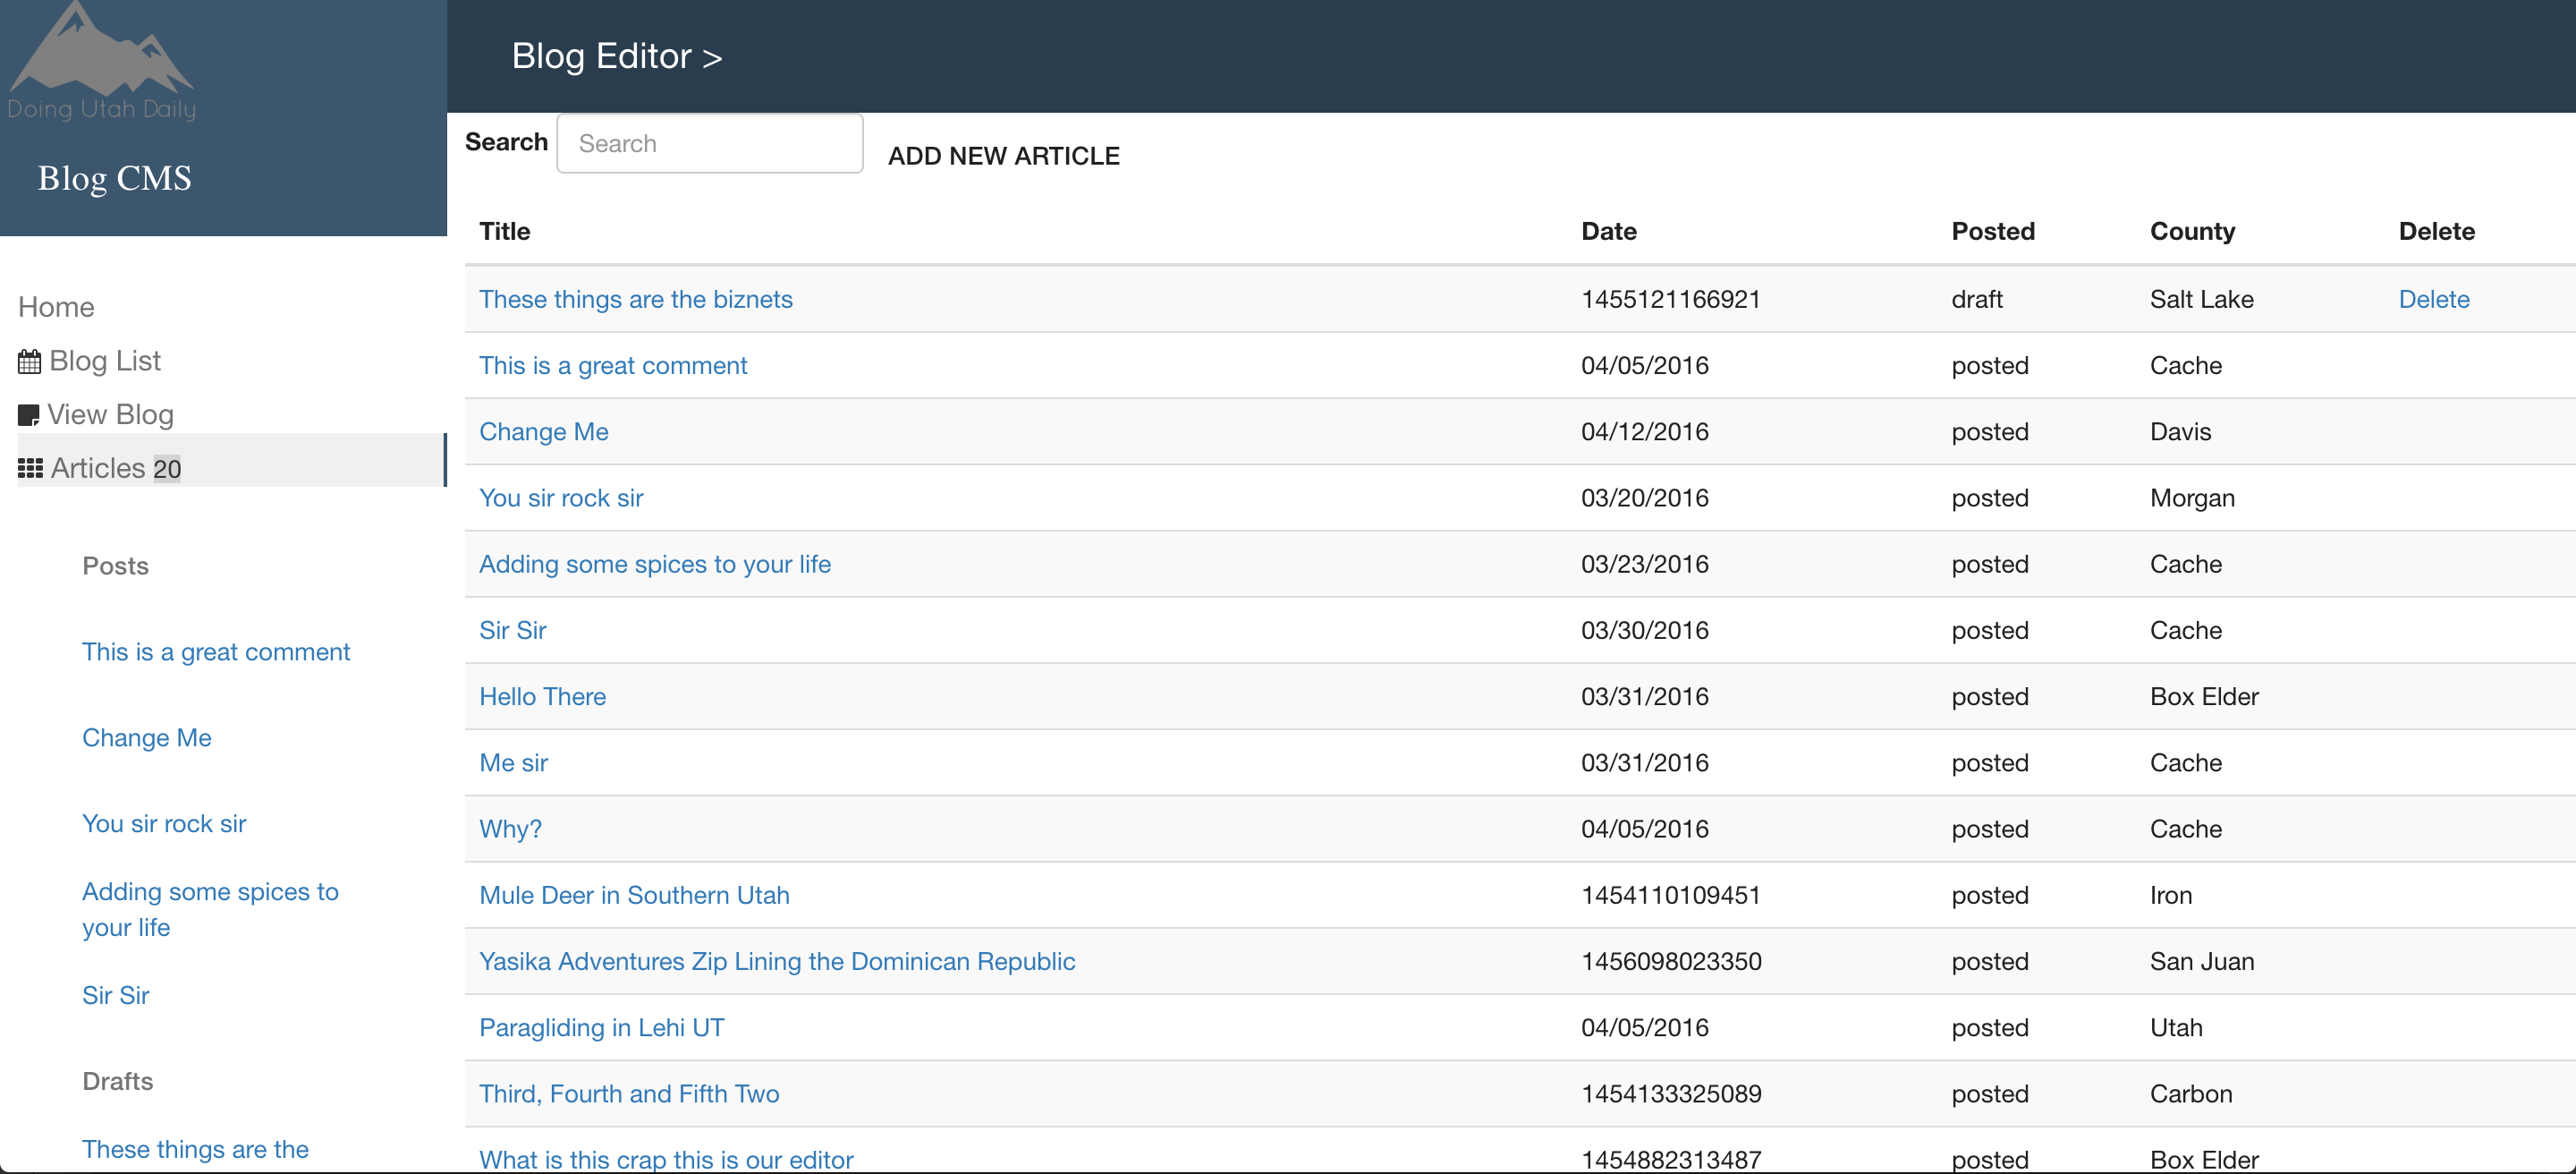 Doing Utah Daily
Blog CMS
Home
Blog List
View Blog
Articles 20
Posts
This is a great comment
Change Me
You sir rock sir
Adding some spices to
your life
Sir Sir
Drafts
These things are the
Blog Editor >
Search Search ADD NEW ARTICLE
Title Date Posted County Delete
These things are the biznets 1455121166921 draft Salt Lake Delete
This is a great comment 04/05/2016 posted Cache
Change Me 04/12/2016 posted Davis
You sir rock sir 03/20/2016 posted Morgan
Adding some spices to your life 03/23/2016 posted Cache
Sir Sir 03/30/2016 posted Cache
Hello There 03/31/2016 posted Box Elder
Me sir 03/31/2016 posted Cache
Why? 04/05/2016 posted Cache
Mule Deer in Southern Utah 1454110109451 posted Iron
Yasika Adventures Zip Lining the Dominican Republic 1456098023350 posted San Juan
Paragliding in Lehi UT 04/05/2016 posted Utah
Third, Fourth and Fifth Two 1454133325089 posted Carbon
What is this crap this is our editor 1454882313487 posted Box Elder